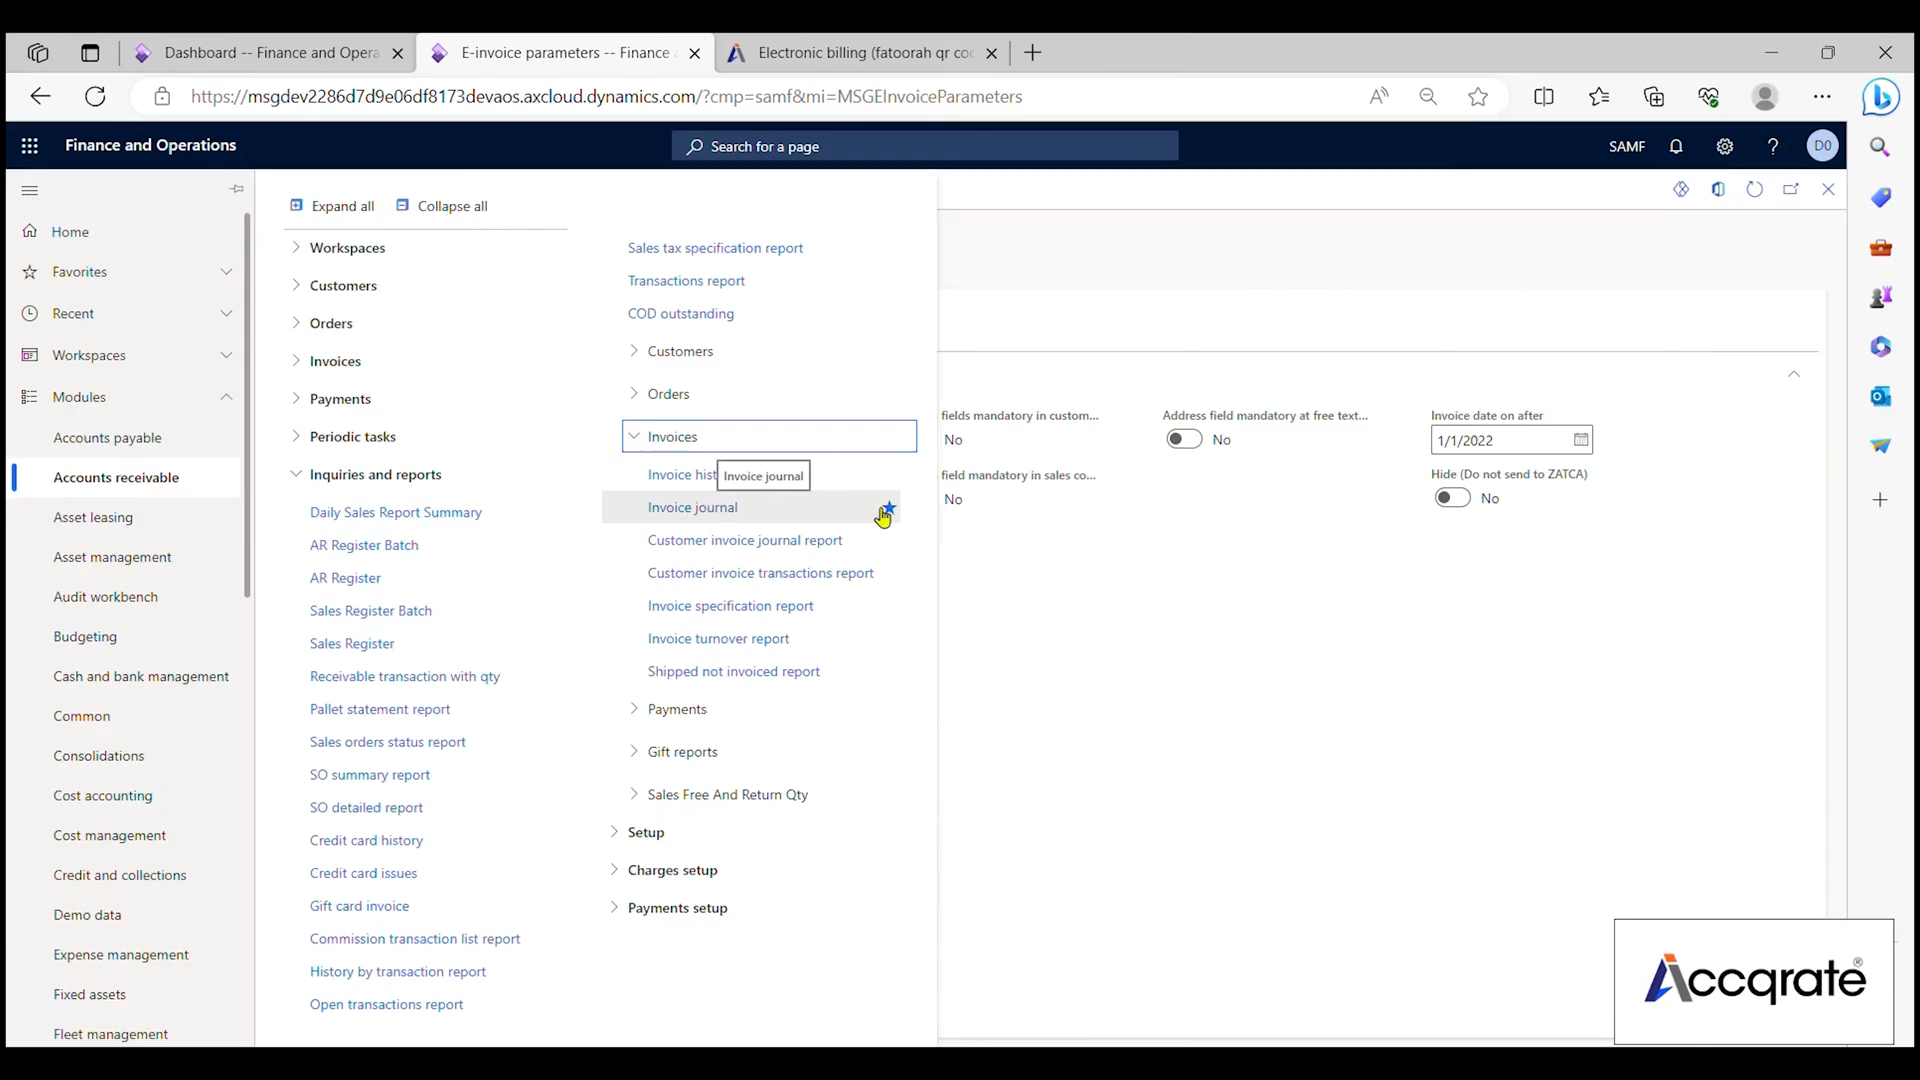 Dashboard -- Finance and Opera
E-invoice parameters -- Finance a
Electronic billing (fatoorah qr coc
https://msgdev2286d7d9e06df8173devaos.axcloud.dynamics.com/?cmp=samf&mi=MSGEInvoiceParameters
Finance and Operations
Search for a page
SAMF
?
D0
Home
Favorites
Recent
Workspaces
Modules
Accounts payable
Accounts receivable
Asset leasing
Asset management
Audit workbench
Budgeting
Cash and bank management
Common
Consolidations
Cost accounting
Cost management
Credit and collections
Demo data
Expense management
Fixed assets
Fleet management
Expand all
Collapse all
Workspaces
Customers
Orders
Invoices
Payments
Periodic tasks
Inquiries and reports
Daily Sales Report Summary
AR Register Batch
AR Register
Sales Register Batch
Sales Register
Receivable transaction with qty
Pallet statement report
Sales orders status report
SO summary report
SO detailed report
Credit card history
Credit card issues
Gift card invoice
Commission transaction list report
History by transaction report
Open transactions report
Sales tax specification report
Transactions report
COD outstanding
Customers
Orders
Invoices
Invoice hist
Invoice journal
Invoice journal
Customer invoice journal report
Customer invoice transactions report
Invoice specification report
Invoice turnover report
Shipped not invoiced report
Payments
Gift reports
Sales Free And Return Qty
Setup
Charges setup
Payments setup
fields mandatory in custom...
No
field mandatory in sales co...
No
Address field mandatory at free text...
No
Invoice date on after
1/1/2022
Hide (Do not send to ZATCA)
No
Accqrate®